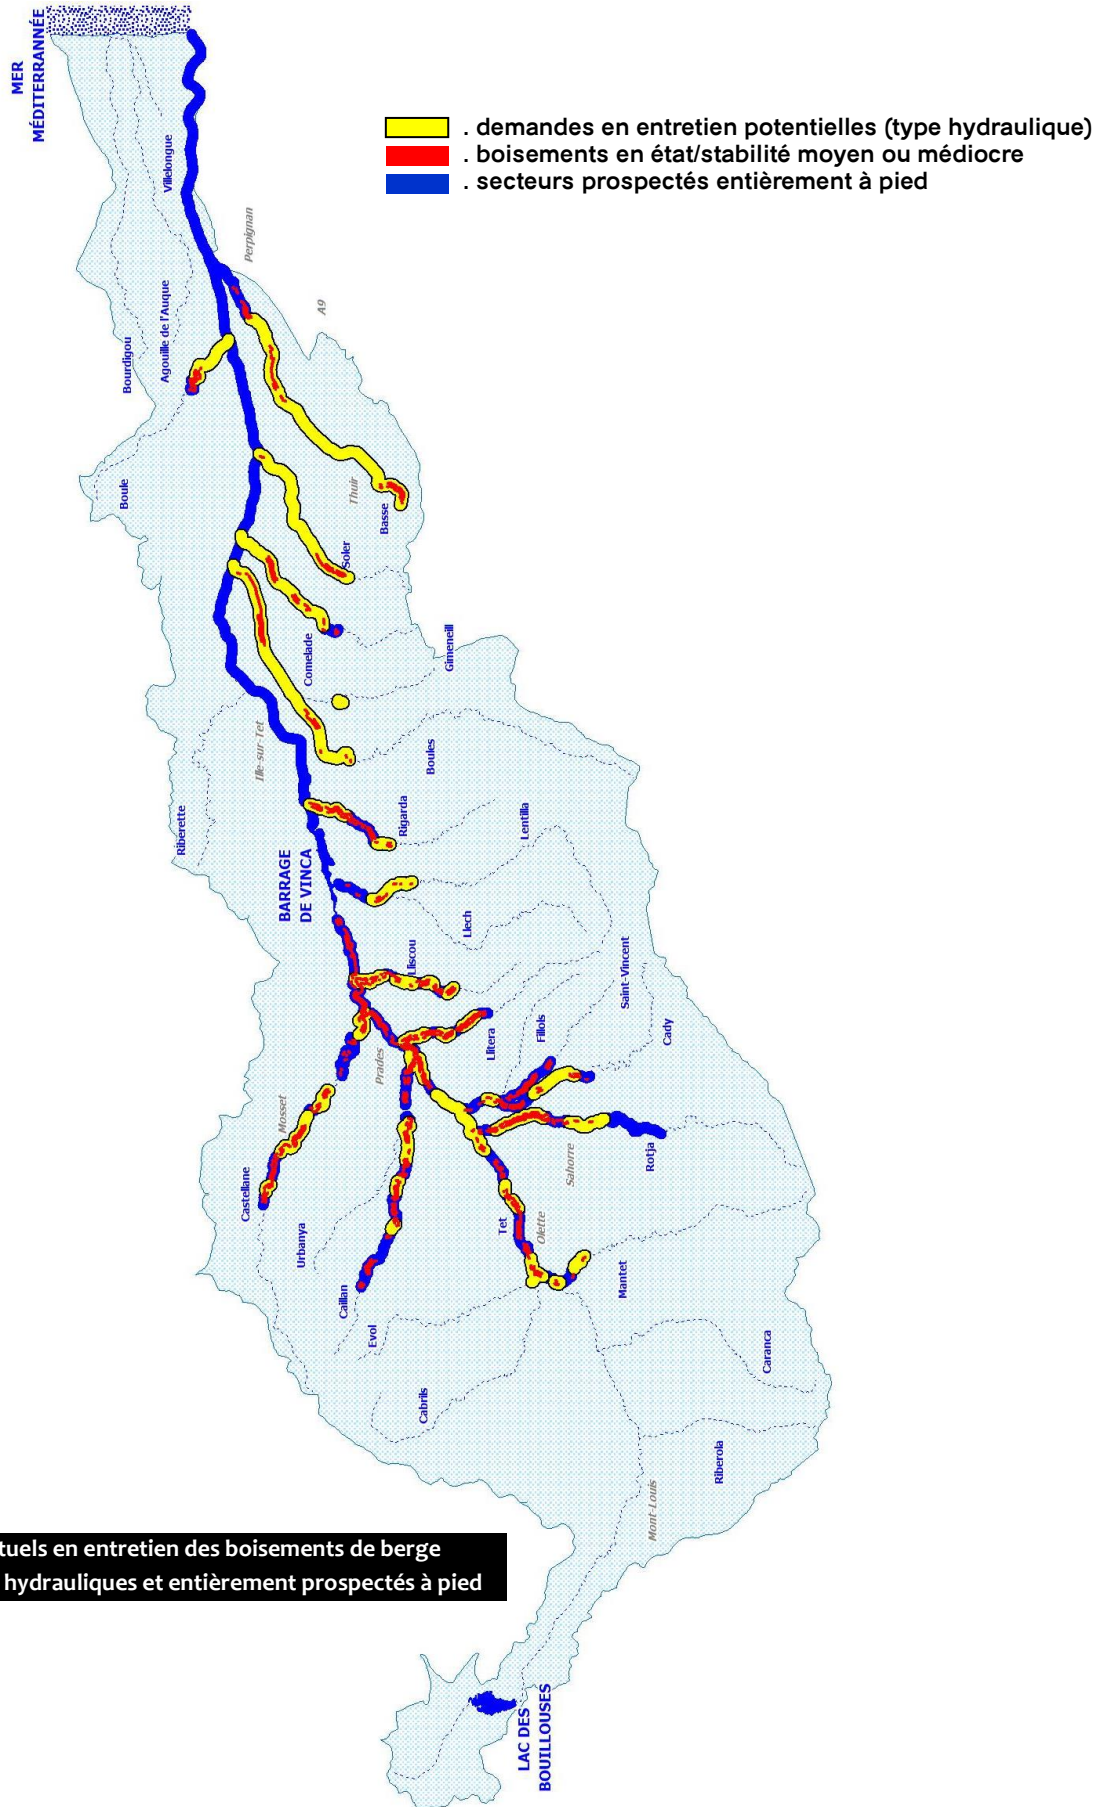 MER
MÉDITERRANNÉE
. demandes en entretien potentielles (type hydraulique)
. boisements en état/stabilité moyen ou médiocre
. secteurs prospectés entièrement à pied
Villelongue
Perpignan
A9
Agouille de l'Auque
Bourdigou
Boule
Thuir
Basse
Soler
Comelade
Gimeneill
Ille-sur-Tet
Boules
Riberette
Rigarda
Lentilla
BARRAGE
DE VINCA
Llech
Lliscou
Saint-Vincent
Fillols
Cady
Llitera
Prades
Mosset
Sahorre
Rotja
Castellane
Urbanya
Tet
Olette
Mantet
Caillan
Evol
Caranca
Cabrils
Riberola
Mont-Louis
tuels en entretien des boisements de berge
hydrauliques et entièrement prospectés à pied
LAC DES
BOUILLOUSES